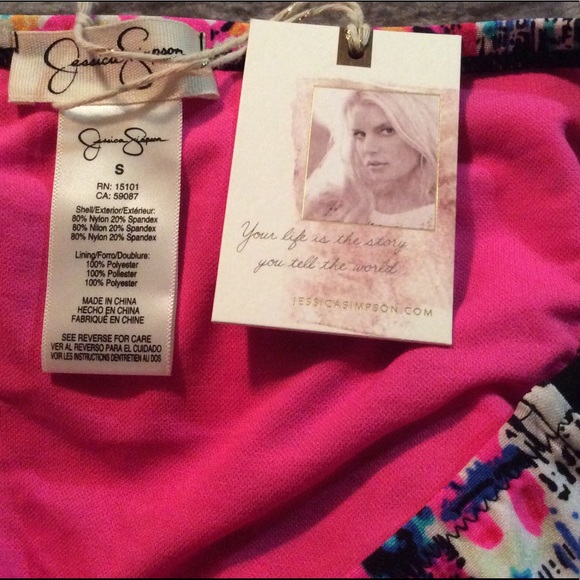 Jessica Simpson
Jessica Simpson
S
RN: 15101
CA: 59087
Shell/Exterior/Extérieur:
80% Nylon 20% Spandex
80% Nilon 20% Spandex
80% Nylon 20% Spandex
Lining/Forro/Doublure:
100% Polyester
100% Poliester
100% Polyester
MADE IN CHINA
HECHO EN CHINA
FABRIQUÉ EN CHINE
SEE REVERSE FOR CARE
VER AL REVERSO PARA EL CUIDADO
VOIR LES INSTRUCTIONS DENTRETIEN AU DOS
Your life is the story
you tell the world
JESSICASIMPSON.COM